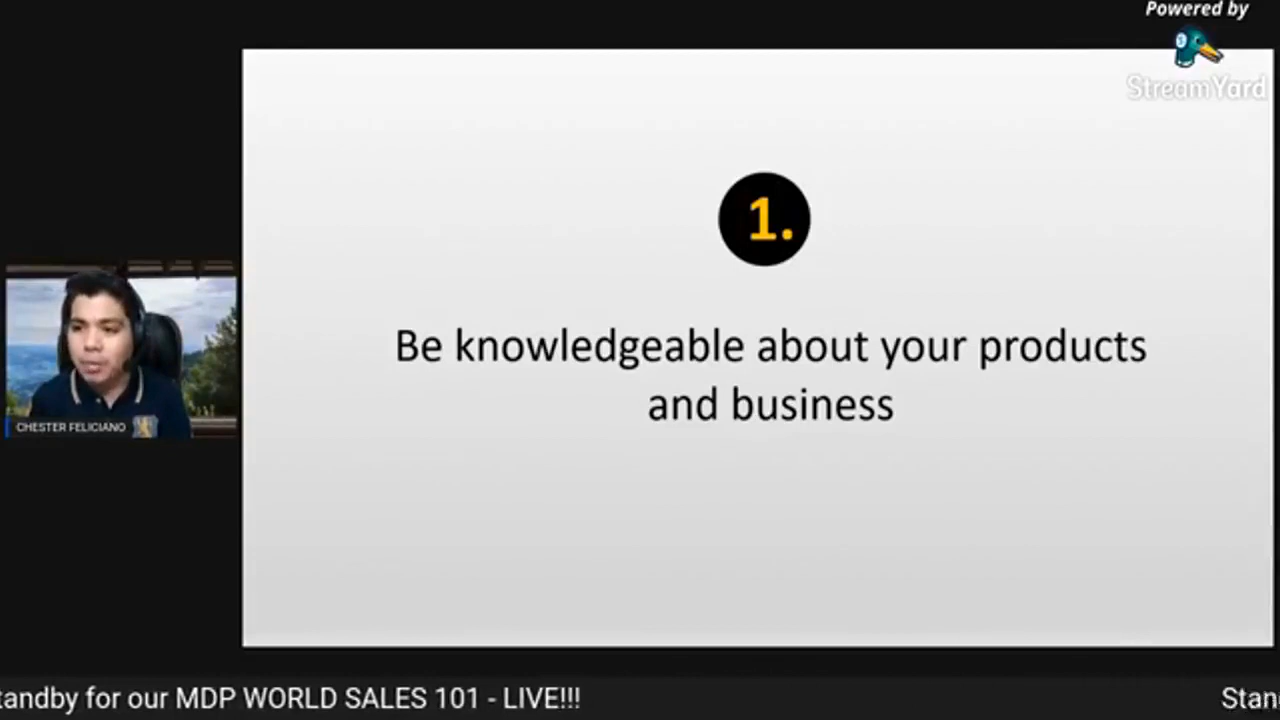 Powered by
StreamYard
1.
Be knowledgeable about your products
and business
CHESTER FELICIANO
tandby for our MDP WORLD SALES 101 - LIVE!!!
Stan